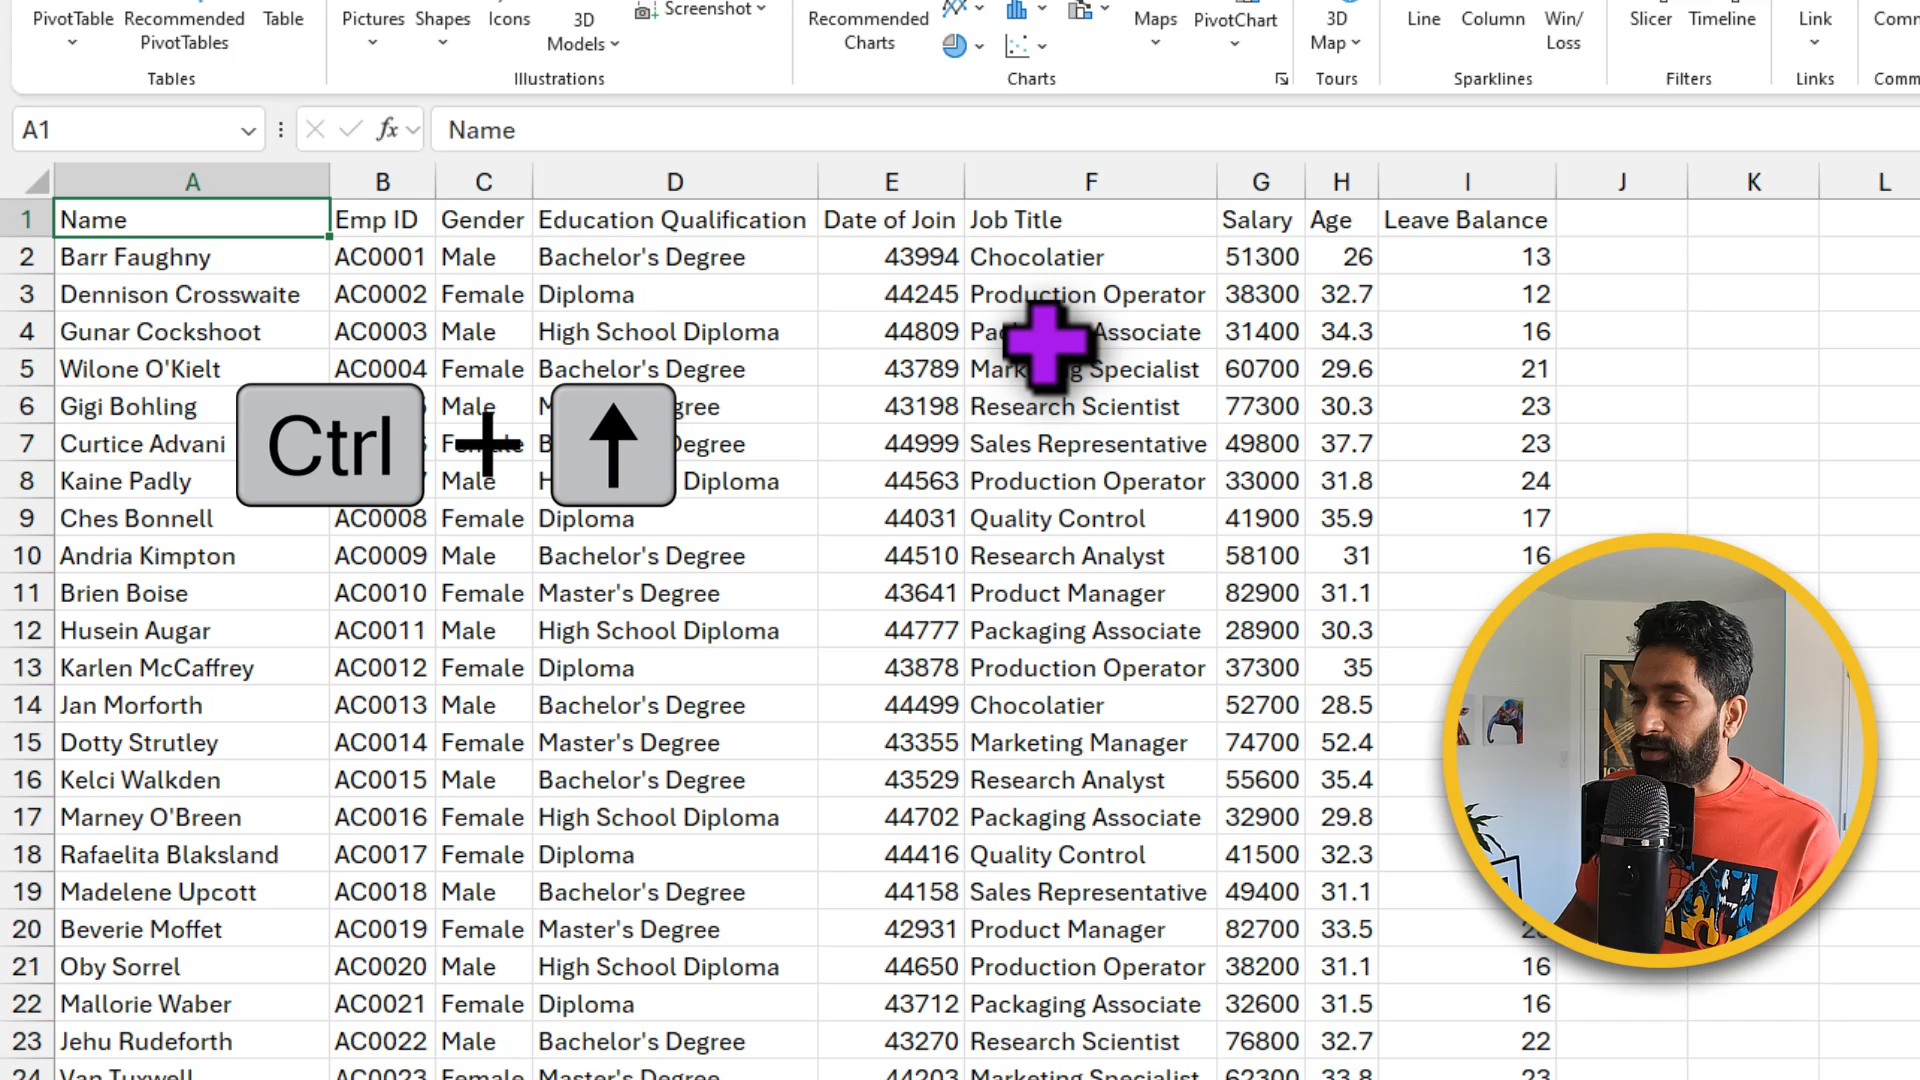 PivotTable Recommended PivotTables Table
Tables
Pictures Shapes Icons 3D Models Screenshot
Illustrations
Recommended Charts Maps PivotChart
Charts
3D Map
Tours
Line Column Win/Loss
Sparklines
Slicer Timeline
Filters
Link
Links
A1 fx Name
A B C D E F G H I J K L
1 Name Emp ID Gender Education Qualification Date of Join Job Title Salary Age Leave Balance
2 Barr Faughny AC0001 Male Bachelor's Degree 43994 Chocolatier 51300 26 13
3 Dennison Crosswaite AC0002 Female Diploma 44245 Production Operator 38300 32.7 12
4 Gunar Cockshoot AC0003 Male High School Diploma 44809 Associate 31400 34.3 16
5 Wilone O'Kielt AC0004 Female Bachelor's Degree 43789 Specialist 60700 29.6 21
6 Gigi Bohling Male 43198 Research Scientist 77300 30.3 23
7 Curtice Advani Female Degree 44999 Sales Representative 49800 37.7 23
8 Kaine Padly Male Diploma 44563 Production Operator 33000 31.8 24
Ctrl + ↑
9 Ches Bonnell AC0008 Female Diploma 44031 Quality Control 41900 35.9 17
10 Andria Kimpton AC0009 Male Bachelor's Degree 44510 Research Analyst 58100 31 16
11 Brien Boise AC0010 Female Master's Degree 43641 Product Manager 82900 31.1
12 Husein Augar AC0011 Male High School Diploma 44777 Packaging Associate 28900 30.3
13 Karlen McCaffrey AC0012 Female Diploma 43878 Production Operator 37300 35
14 Jan Morforth AC0013 Male Bachelor's Degree 44499 Chocolatier 52700 28.5
15 Dotty Strutley AC0014 Female Master's Degree 43355 Marketing Manager 74700 52.4
16 Kelci Walkden AC0015 Male Bachelor's Degree 43529 Research Analyst 55600 35.4
17 Marney O'Breen AC0016 Female High School Diploma 44702 Packaging Associate 32900 29.8
18 Rafaelita Blaksland AC0017 Female Diploma 44416 Quality Control 41500 32.3
19 Madelene Upcott AC0018 Male Bachelor's Degree 44158 Sales Representative 49400 31.1
20 Beverie Moffet AC0019 Female Master's Degree 42931 Product Manager 82700 33.5
21 Oby Sorrel AC0020 Male High School Diploma 44650 Production Operator 38200 31.1 16
22 Mallorie Waber AC0021 Female Diploma 43712 Packaging Associate 32600 31.5 16
23 Jehu Rudeforth AC0022 Male Bachelor's Degree 43270 Research Scientist 76800 32.7 22
24 Van Tuxwell AC0023 Female Master's Degree 44203 Marketing Specialist 62300 33.8 23